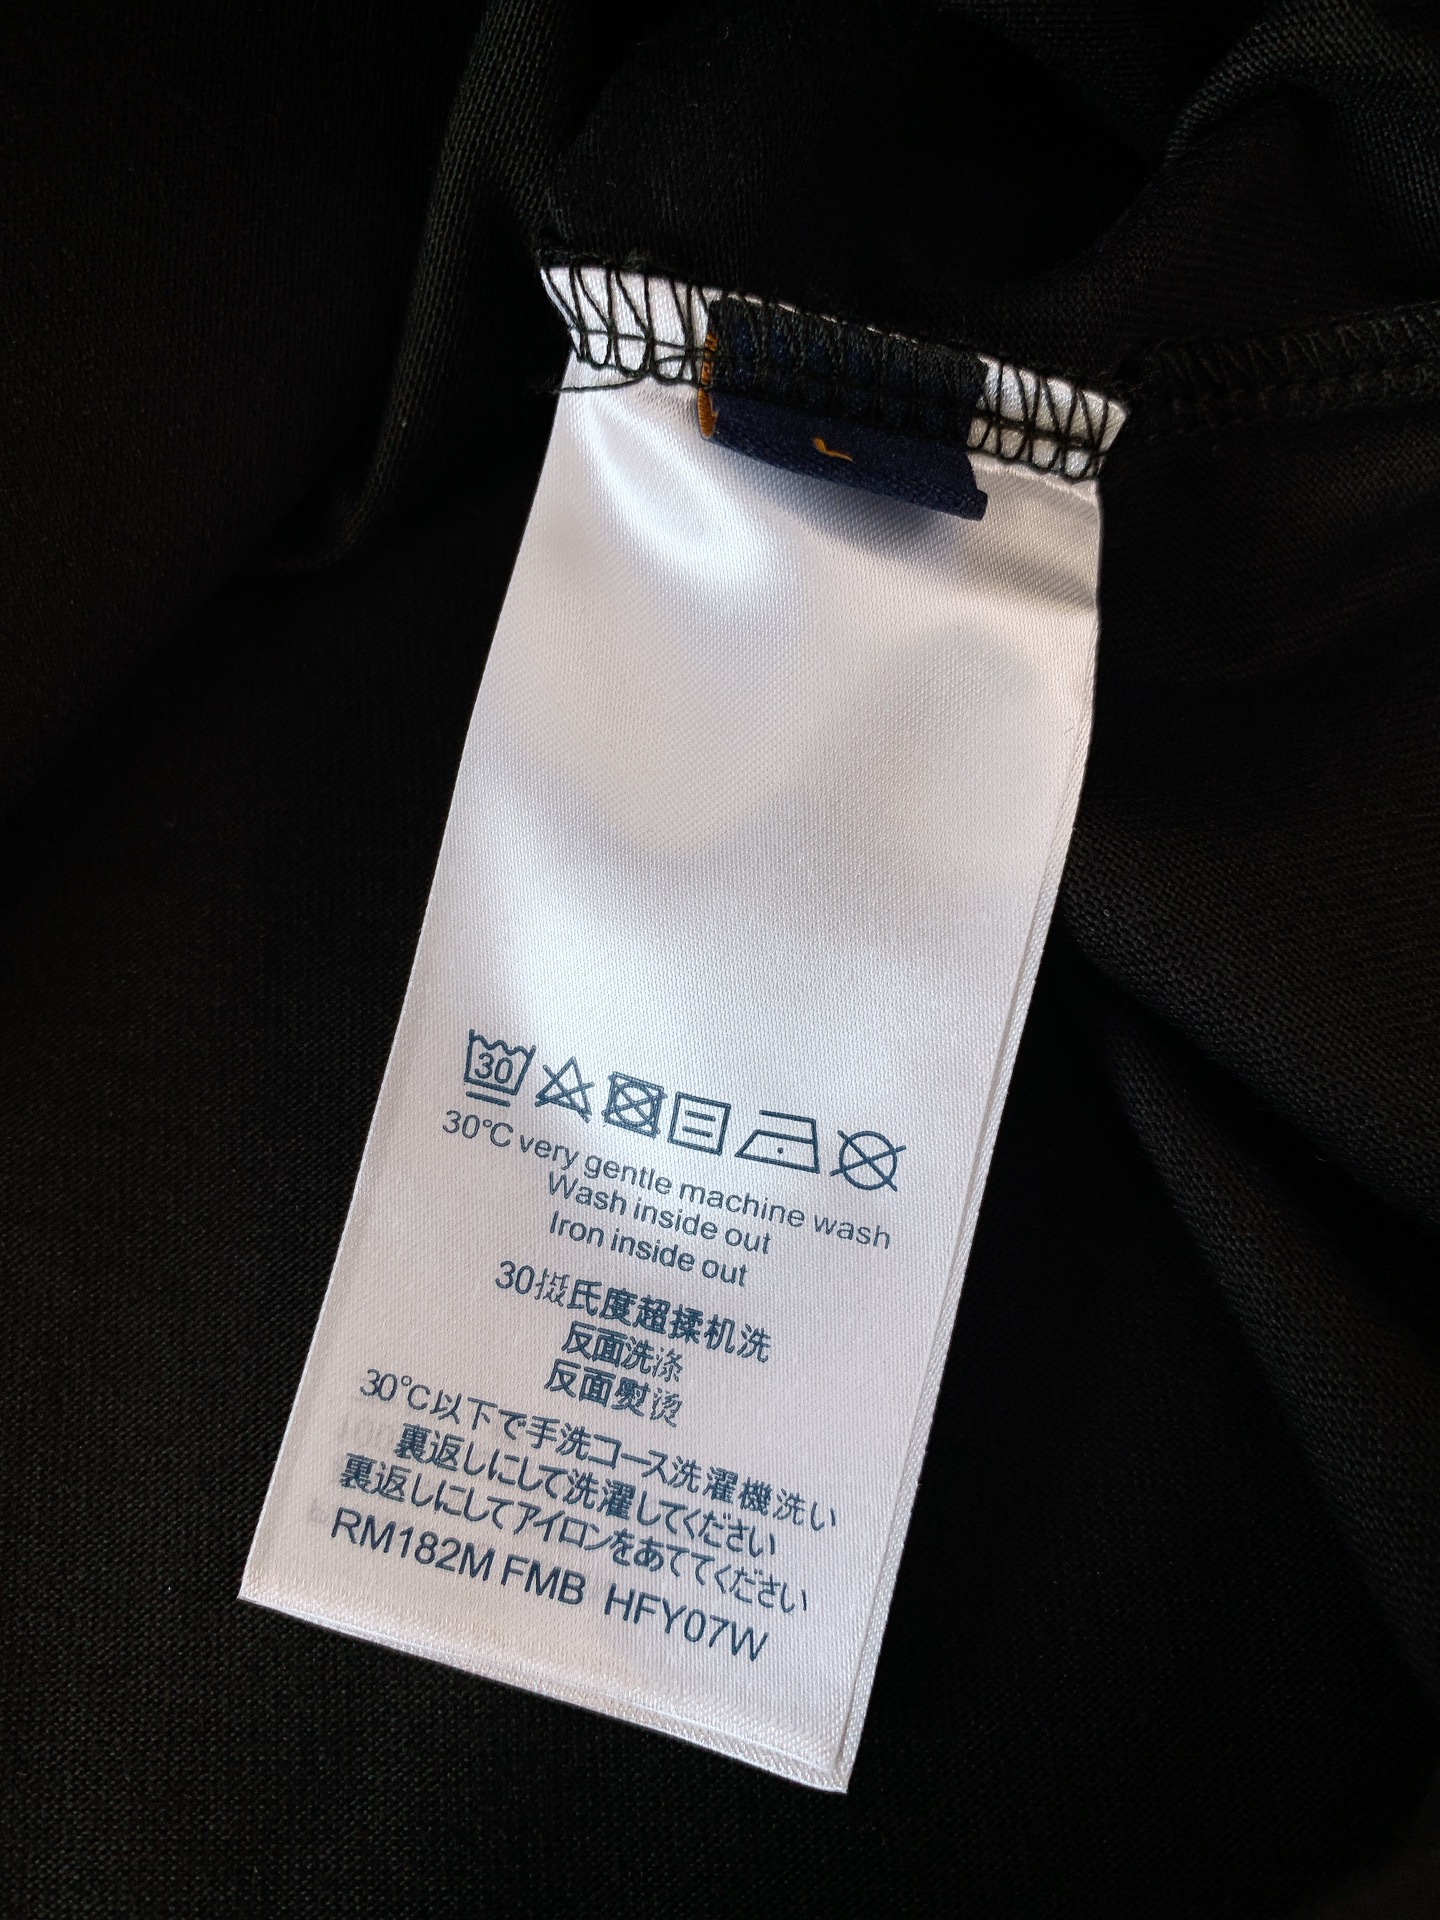 30
30°C very gentle machine wash
Wash inside out
Iron inside out
30摄氏度超揉机洗
反面洗涤
反面熨烫
30°C以下で手洗コース洗濯機洗い
裏返しにして洗濯してください
裏返しにしてアイロンをあててください
RM182M FMB HFY07W